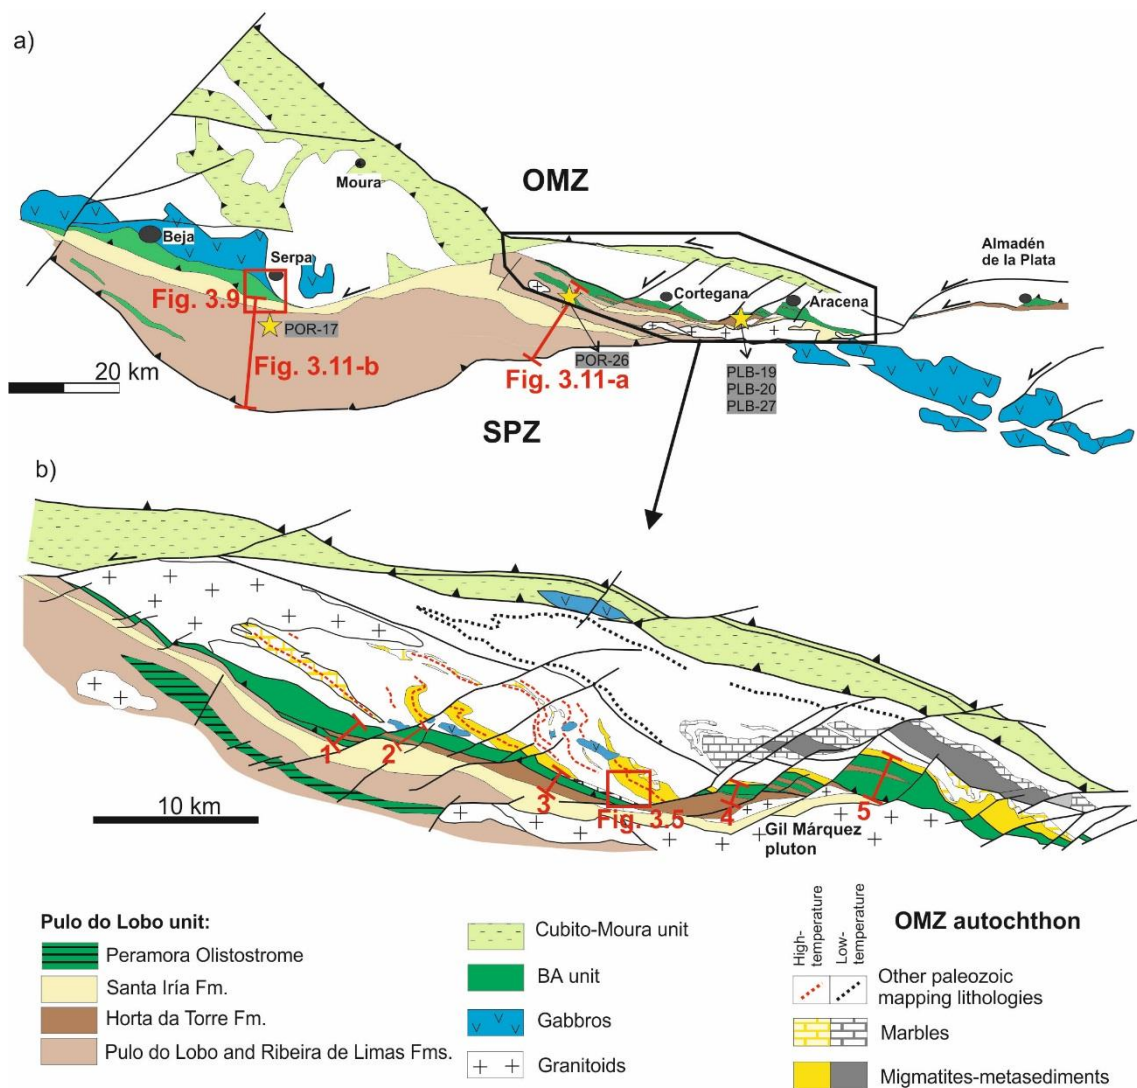 a)
OMZ
Moura
Beja
Serpa
Almadén
de la Plata
Cortegana
Aracena
Fig. 3.9
POR-17
POR-26
Fig. 3.11-b
Fig. 3.11-a
PLB-19
PLB-20
PLB-27
20 km
SPZ
b)
1
2
3
Fig. 3.5
4
5
10 km
Gil Márquez
pluton
Pulo do Lobo unit:
Peramora Olistostrome
Santa Iría Fm.
Horta da Torre Fm.
Pulo do Lobo and Ribeira de Limas Fms.
Cubito-Moura unit
BA unit
Gabbros
Granitoids
High-
temperature
Low-
temperature
OMZ autochthon
Other paleozoic
mapping lithologies
Marbles
Migmatites-metasediments